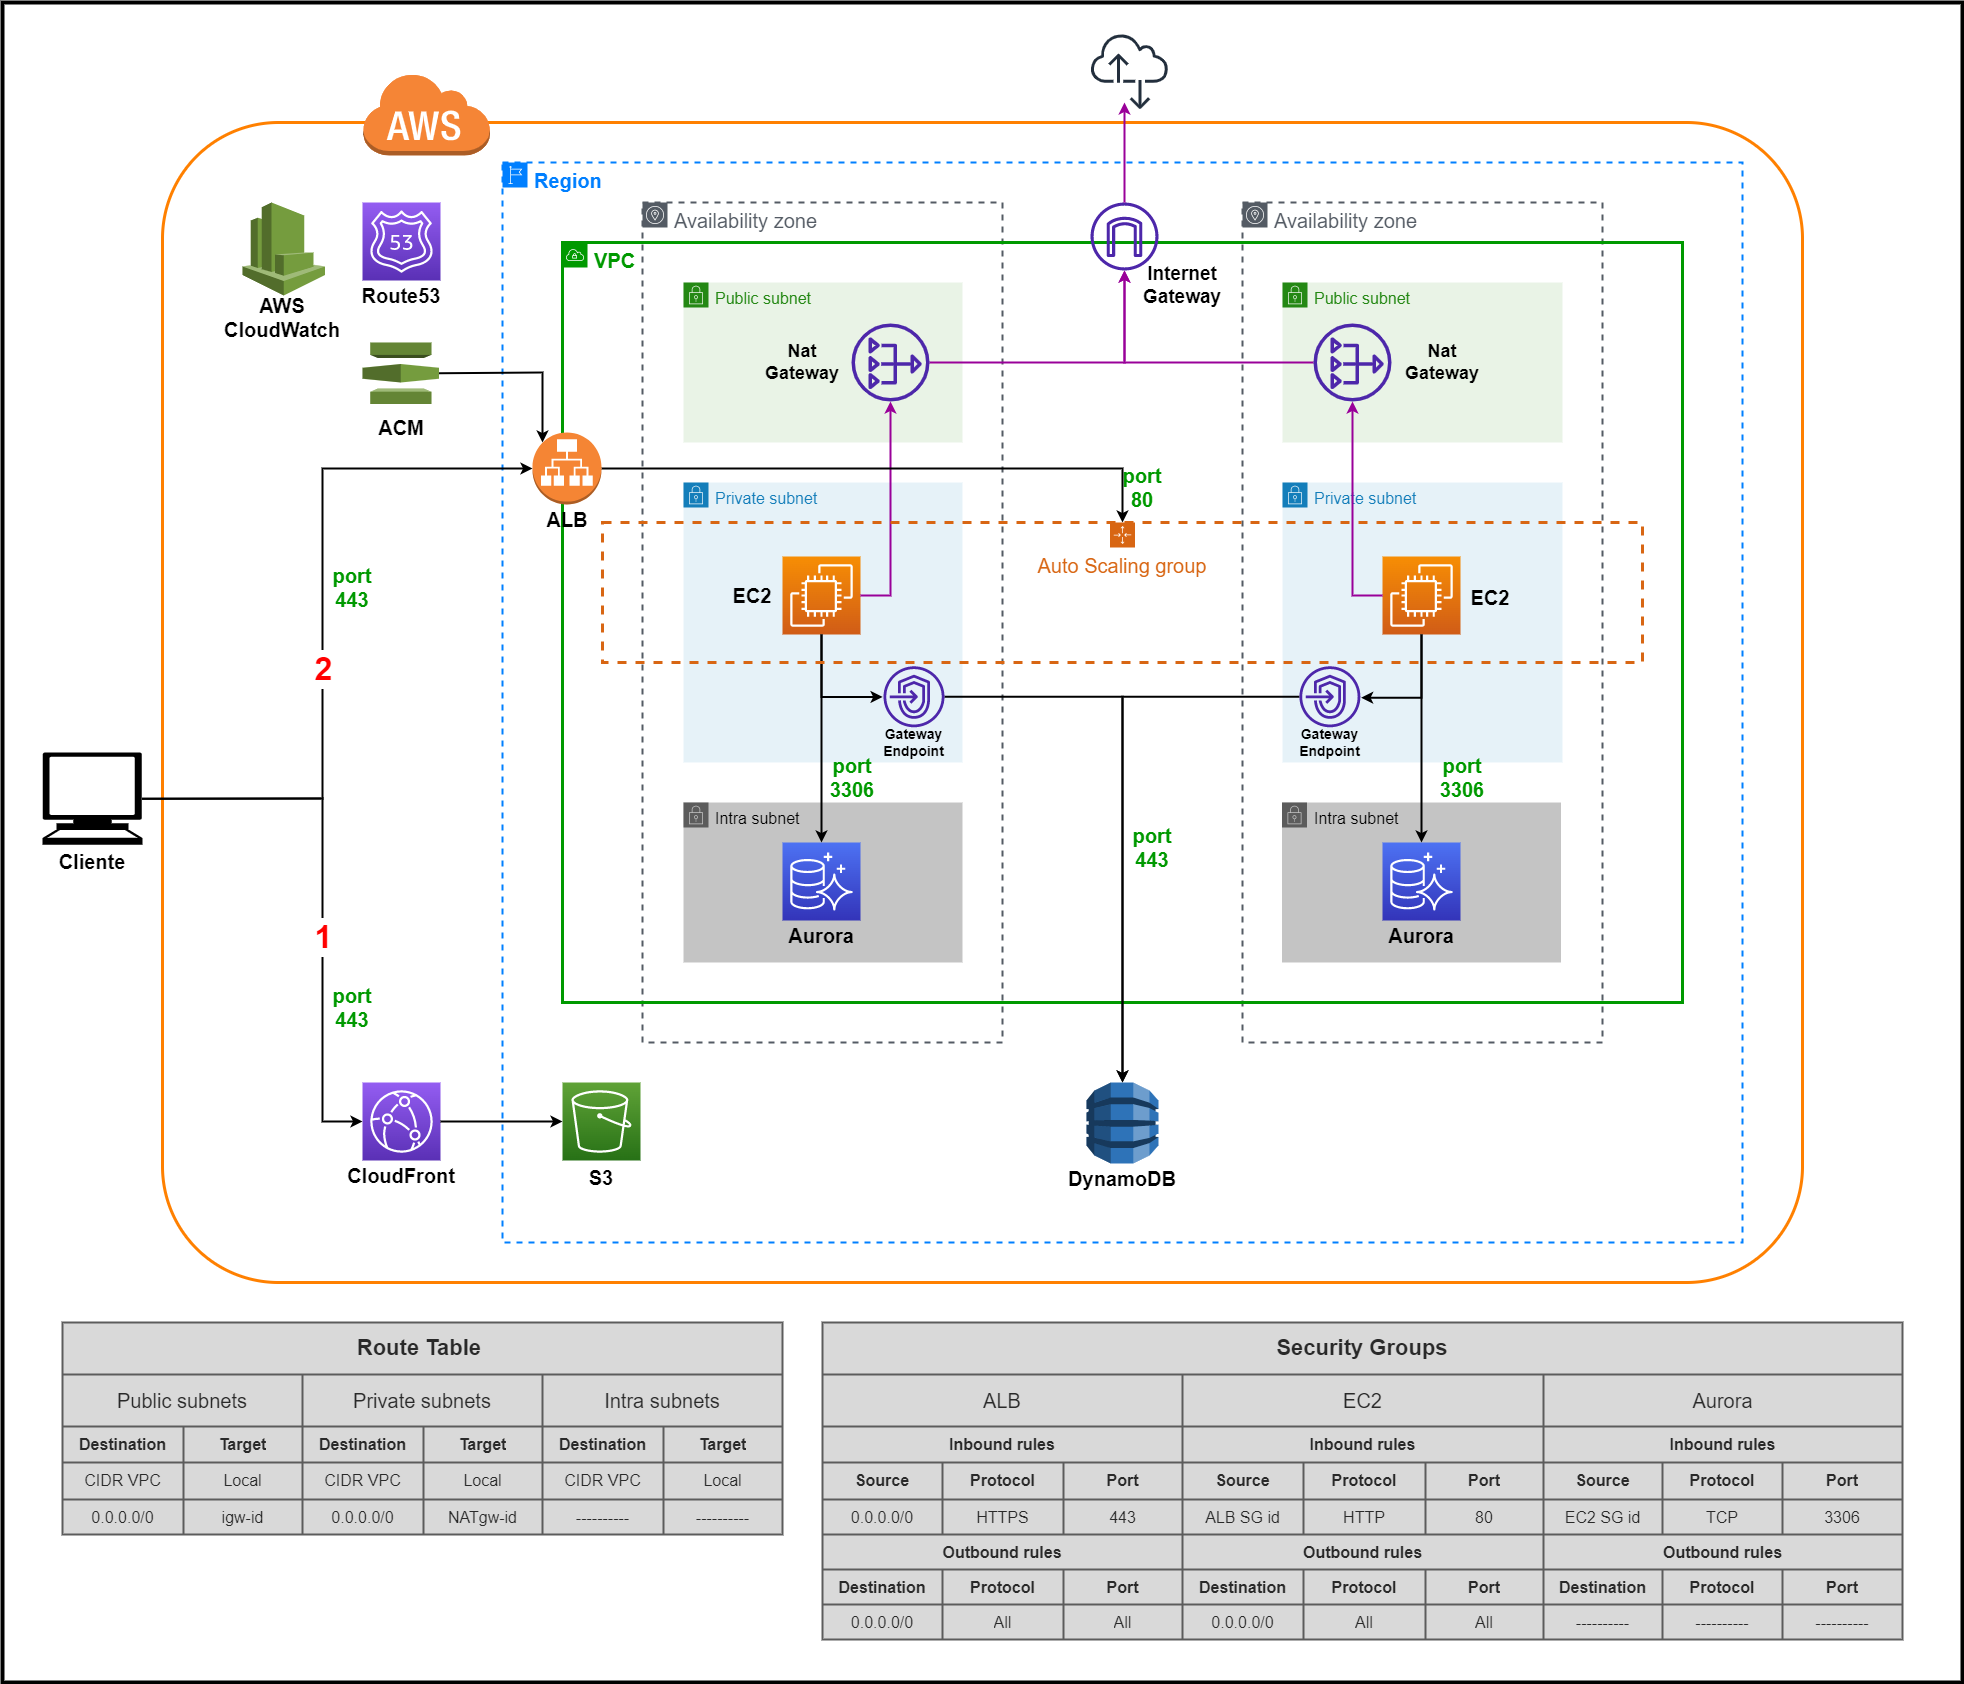 AWS
Region
Availability zone
Availability zone
AWS
CloudWatch
53
Route53
VPC
Internet
Gateway
Public subnet
Public subnet
Nat
Gateway
Nat
Gateway
ACM
ALB
port
80
Private subnet
Private subnet
Auto Scaling group
EC2
EC2
port
443
2
Gateway
Endpoint
Gateway
Endpoint
port
3306
port
3306
Intra subnet
Intra subnet
port
443
Cliente
Aurora
Aurora
1
port
443
CloudFront
S3
DynamoDB
Route Table
Public subnets Private subnets Intra subnets
Destination Target Destination Target Destination Target
CIDR VPC Local CIDR VPC Local CIDR VPC Local
0.0.0.0/0 igw-id 0.0.0.0/0 NATgw-id ---------- ----------
Security Groups
ALB EC2 Aurora
Inbound rules Inbound rules Inbound rules
Source Protocol Port Source Protocol Port Source Protocol Port
0.0.0.0/0 HTTPS 443 ALB SG id HTTP 80 EC2 SG id TCP 3306
Outbound rules Outbound rules Outbound rules
Destination Protocol Port Destination Protocol Port Destination Protocol Port
0.0.0.0/0 All All 0.0.0.0/0 All All ---------- ---------- ----------